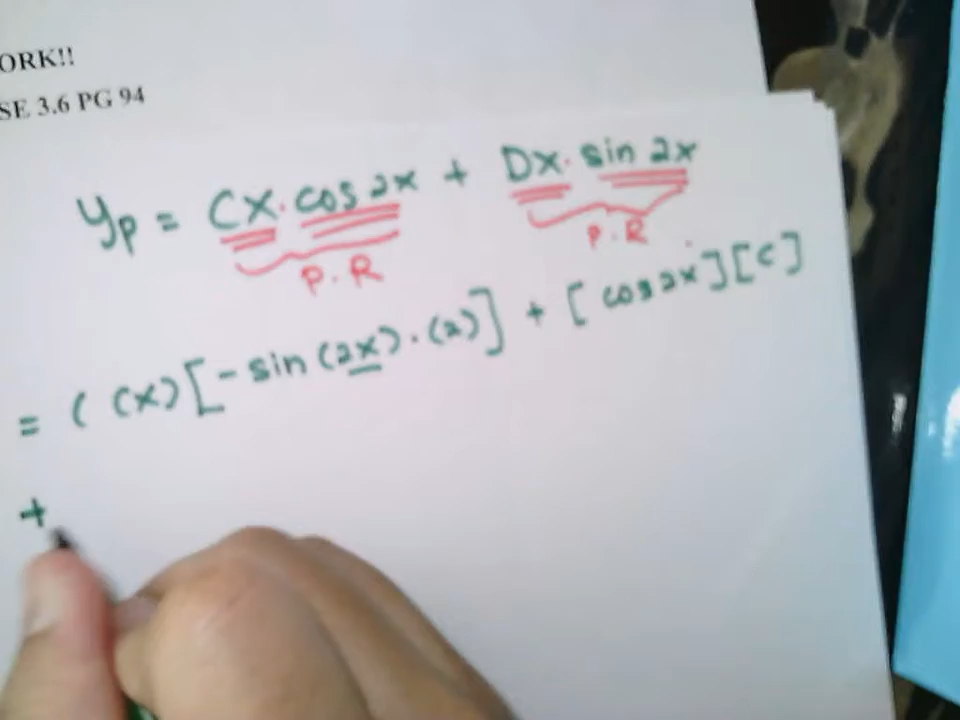 ORK!!
SE 3.6 PG 94
yp = Cx · cos 2x + Dx · sin 2x
P.R P.R
= (Cx) [- sin (2x) · (2)] + [cos 2x] [C]
+